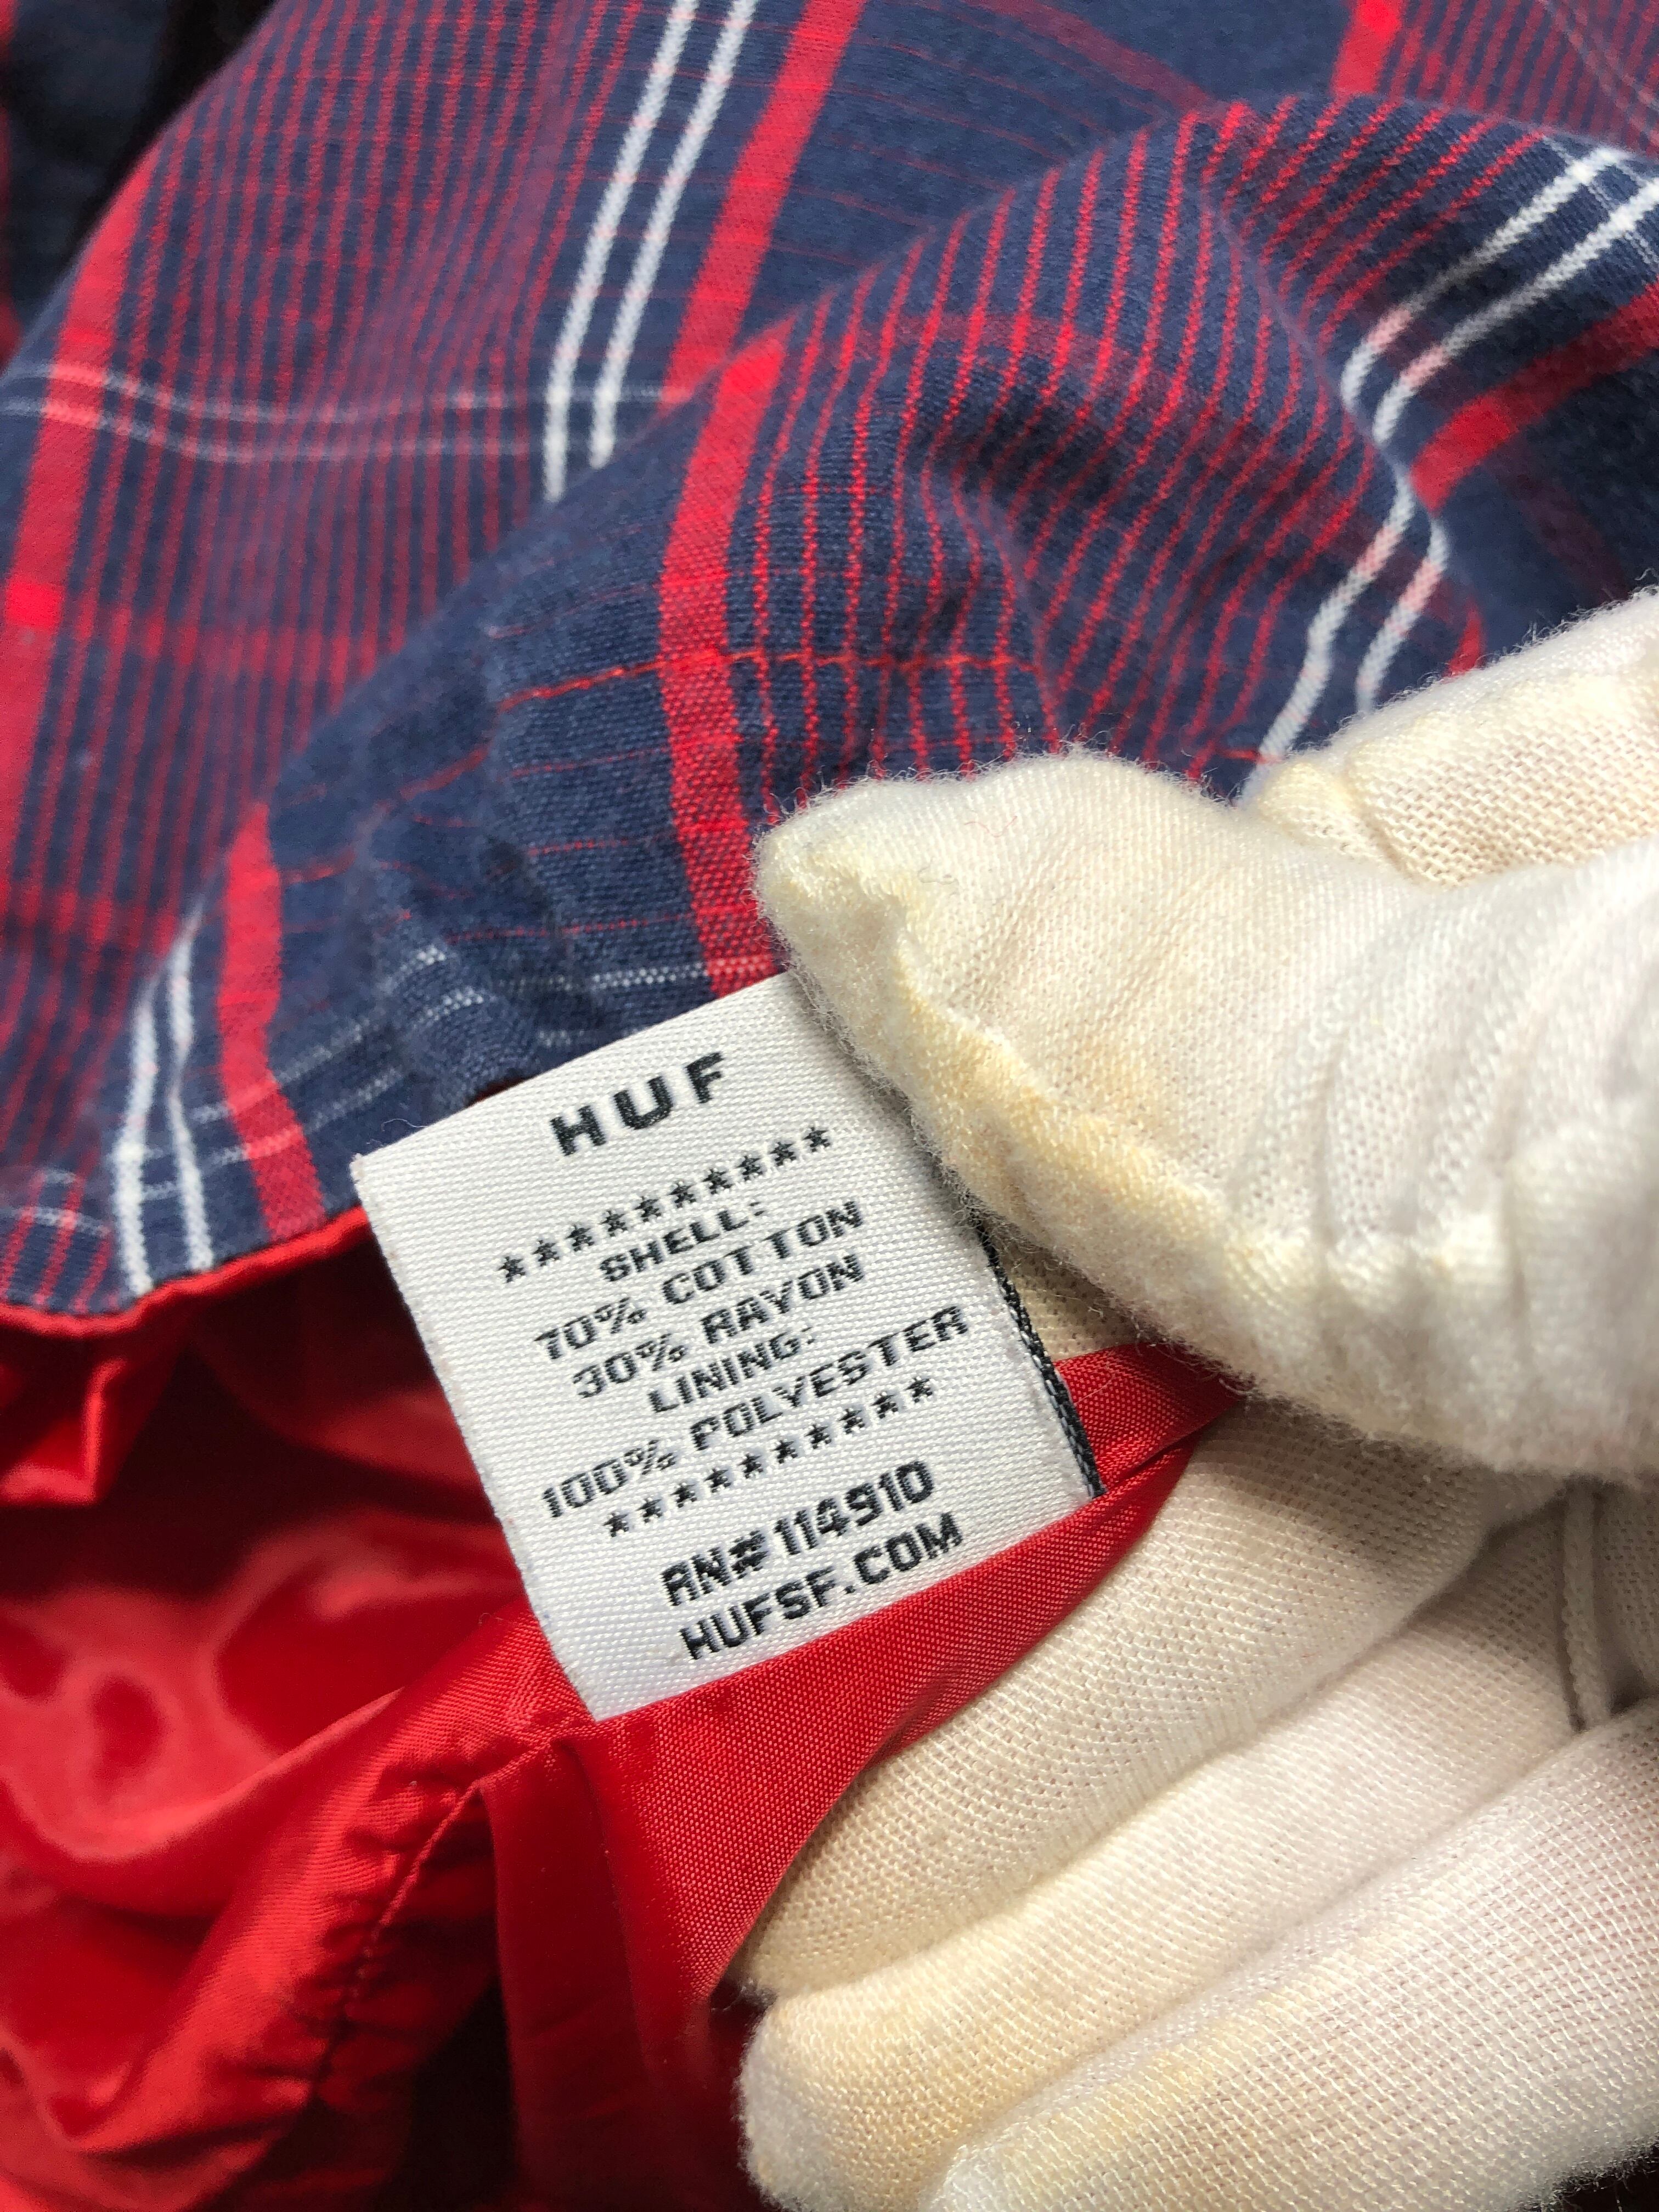 HUF
★★★★★★★★★★
SHELL:
70% COTTON
30% RAYON
LINING:
100% POLYESTER
★★★★★★★★★★
RN# 114910
HUFSF.COM